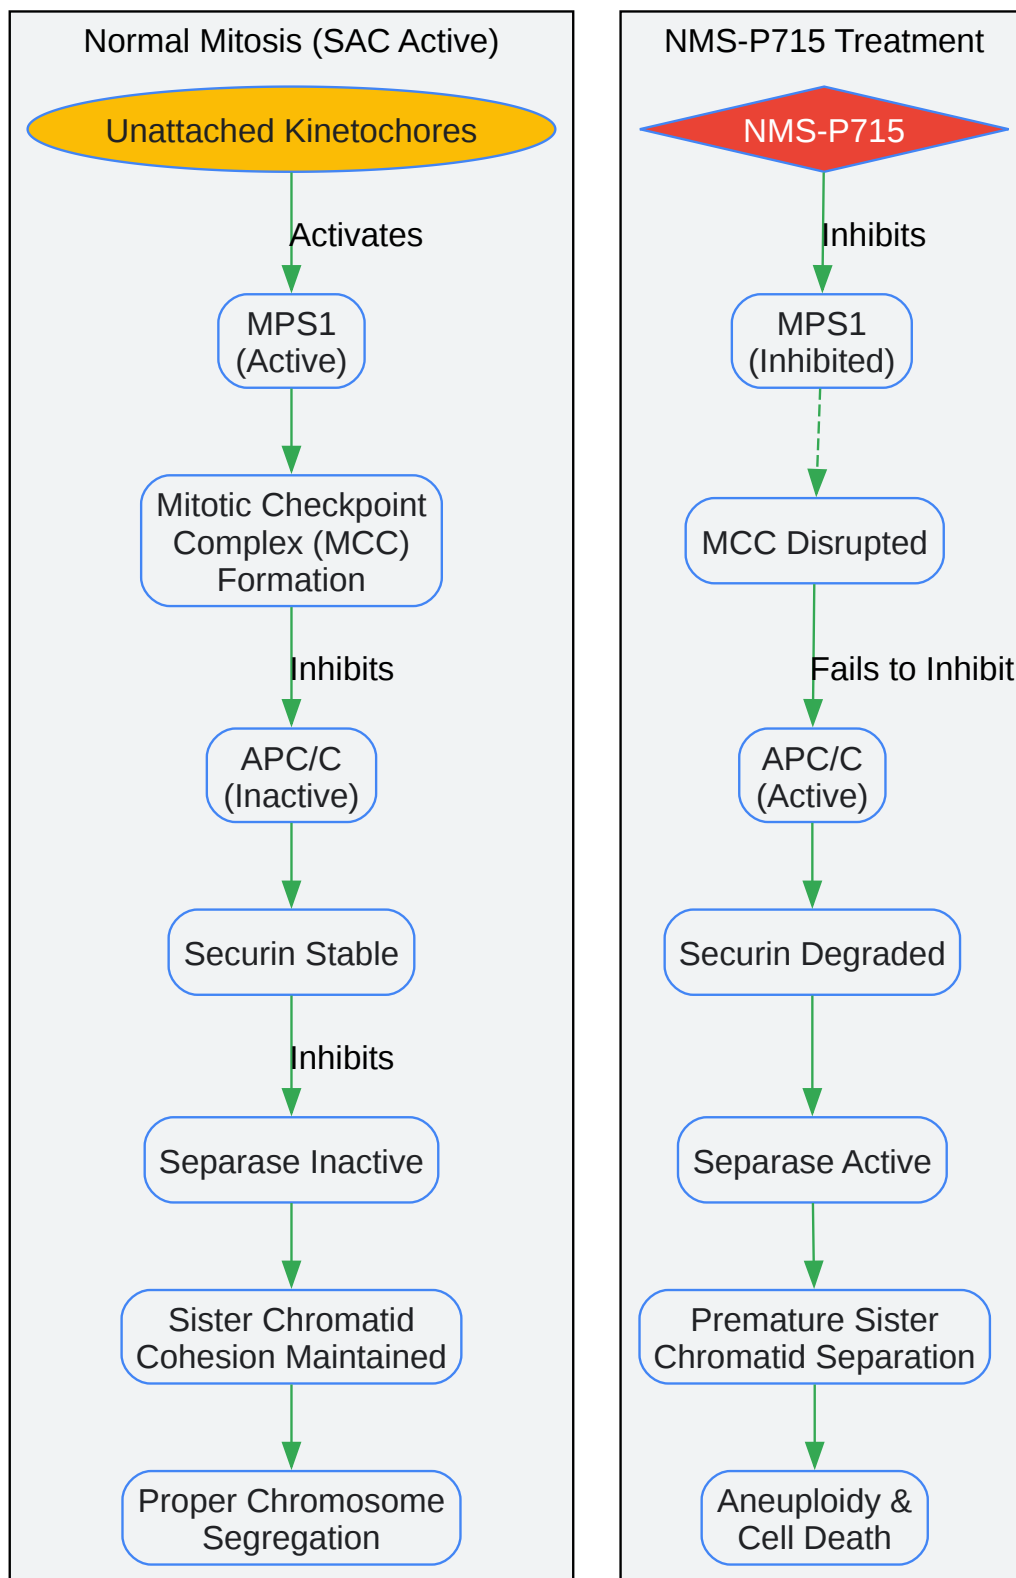 Normal Mitosis (SAC Active)
Unattached Kinetochores
Activates
MPS1
(Active)
Mitotic Checkpoint
Complex (MCC)
Formation
Inhibits
APC/C
(Inactive)
Securin Stable
Inhibits
Separase Inactive
Sister Chromatid
Cohesion Maintained
Proper Chromosome
Segregation
NMS-P715 Treatment
NMS-P715
Inhibits
MPS1
(Inhibited)
MCC Disrupted
Fails to Inhibit
APC/C
(Active)
Securin Degraded
Separase Active
Premature Sister
Chromatid Separation
Aneuploidy &
Cell Death